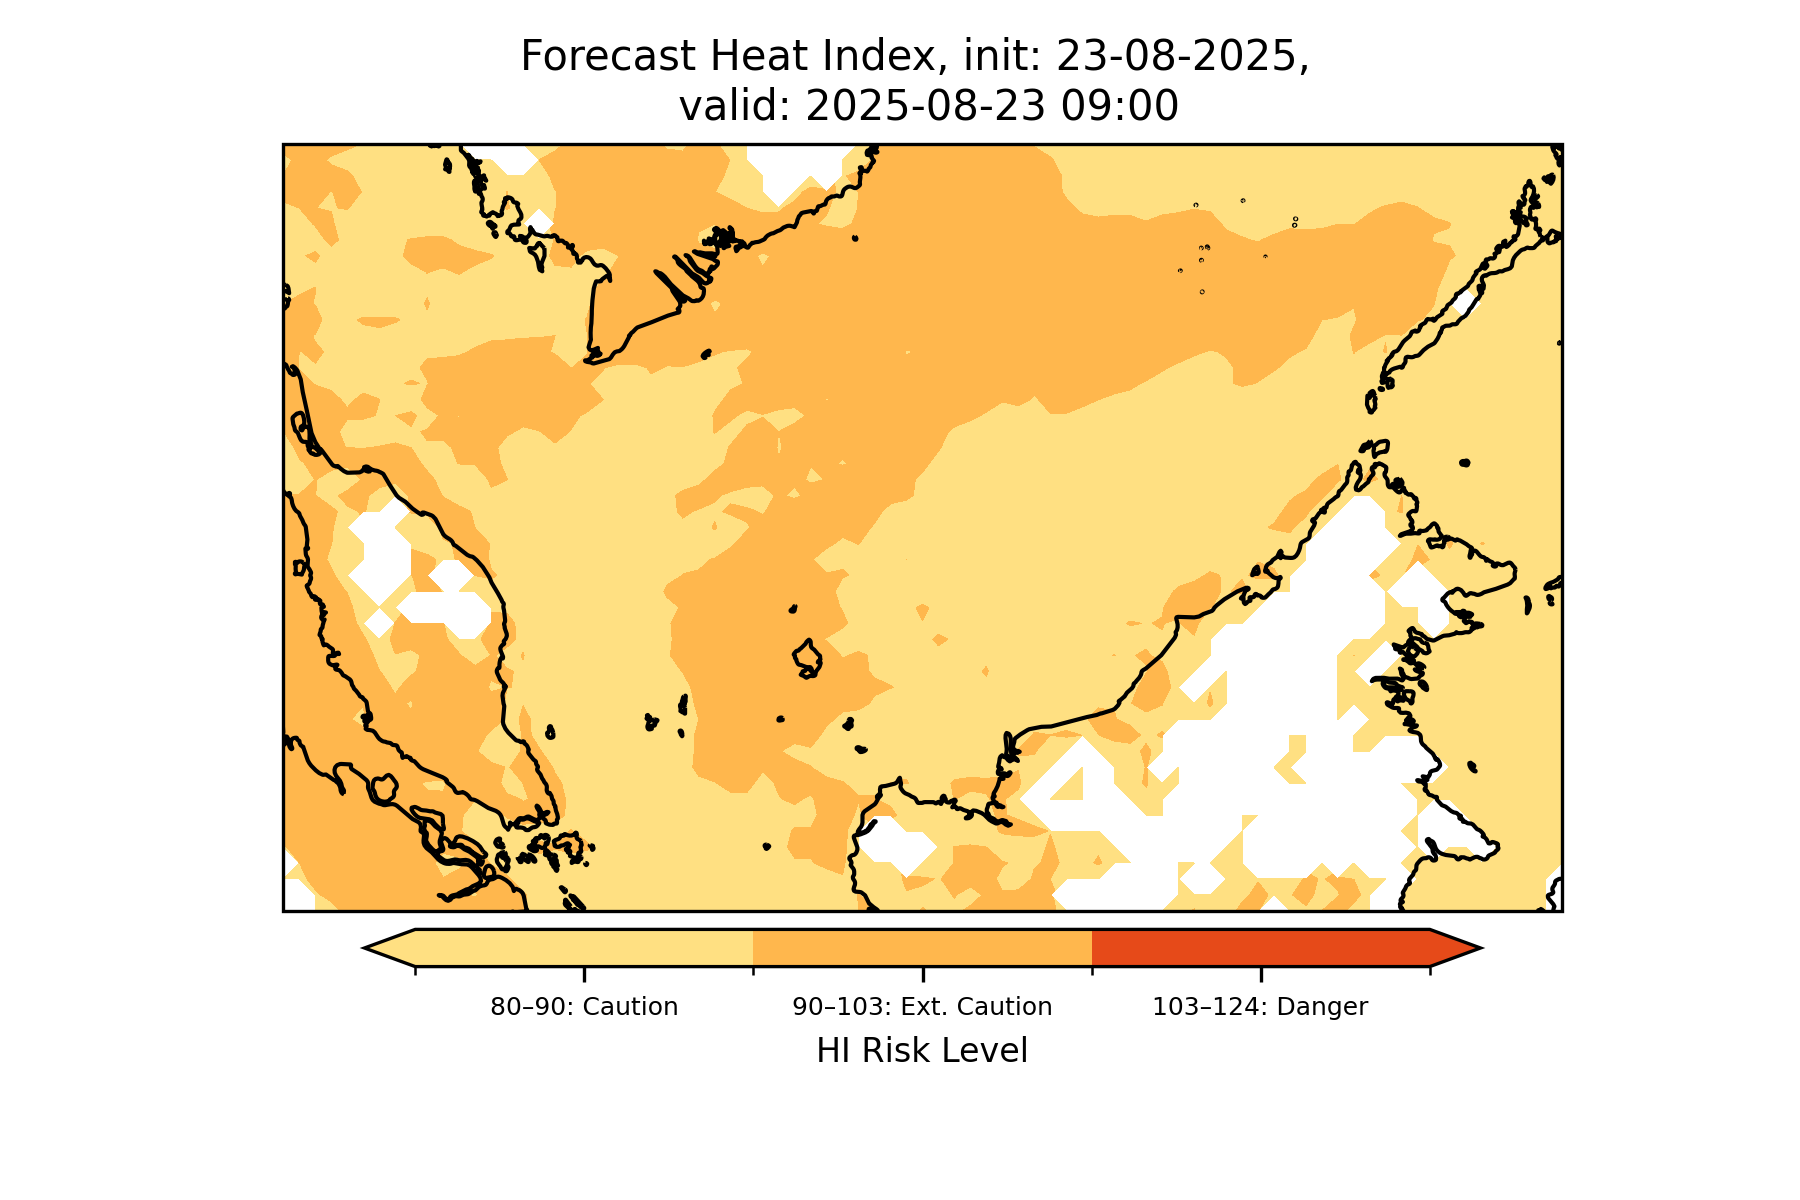 Forecast Heat Index, init: 23-08-2025,
valid: 2025-08-23 09:00
80–90: Caution
90–103: Ext. Caution
103–124: Danger
HI Risk Level